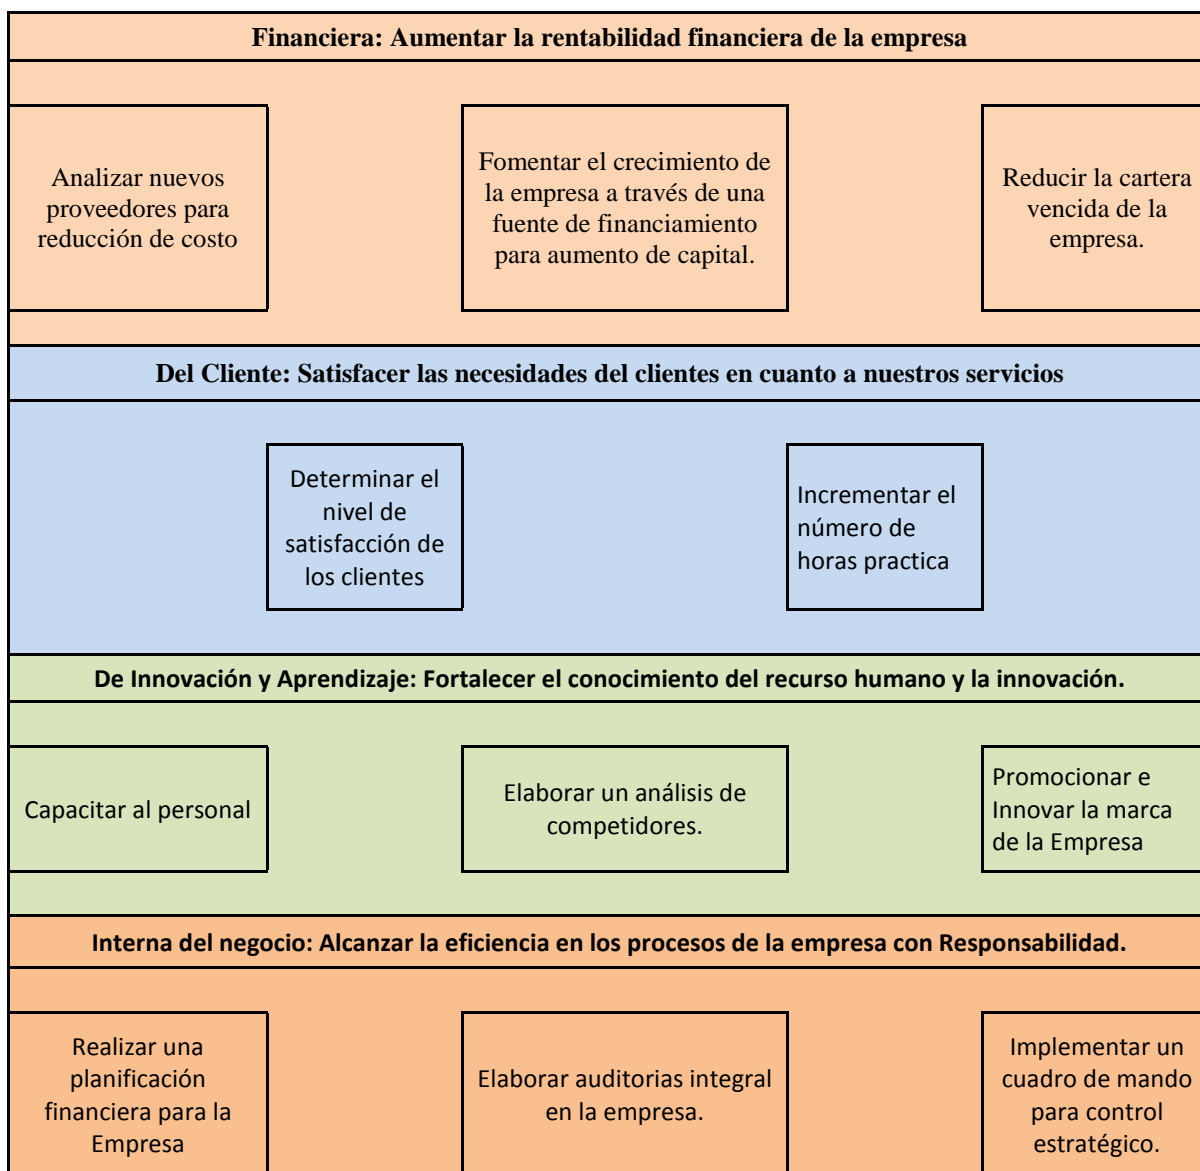 Financiera: Aumentar la rentabilidad financiera de la empresa
Analizar nuevos
proveedores para
reducción de costo
Fomentar el crecimiento de
la empresa a través de una
fuente de financiamiento
para aumento de capital.
Reducir la cartera
vencida de la
empresa.
Del Cliente: Satisfacer las necesidades del clientes en cuanto a nuestros servicios
Determinar el
nivel de
satisfacción de
los clientes
Incrementar el
número de
horas practica
De Innovación y Aprendizaje: Fortalecer el conocimiento del recurso humano y la innovación.
Capacitar al personal
Elaborar un análisis de
competidores.
Promocionar e
Innovar la marca
de la Empresa
Interna del negocio: Alcanzar la eficiencia en los procesos de la empresa con Responsabilidad.
Realizar una
planificación
financiera para la
Empresa
Elaborar auditorias integral
en la empresa.
Implementar un
cuadro de mando
para control
estratégico.